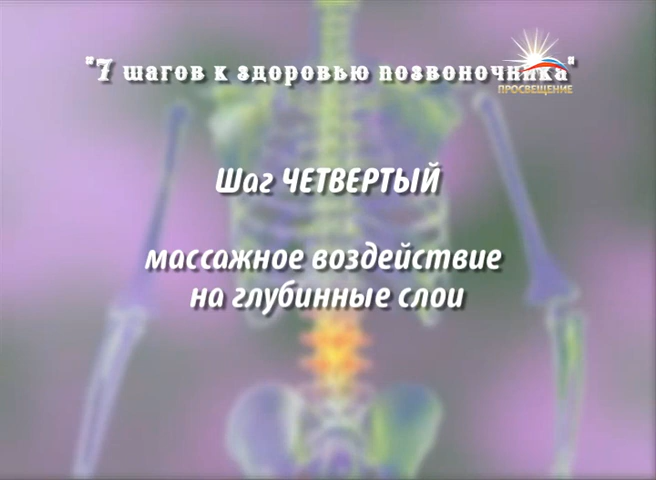 "7 шагов к здоровью позвоночника"
ПРОСВЕЩЕНИЕ
Шаг ЧЕТВЕРТЫЙ
массажное воздействие
на глубинные слои